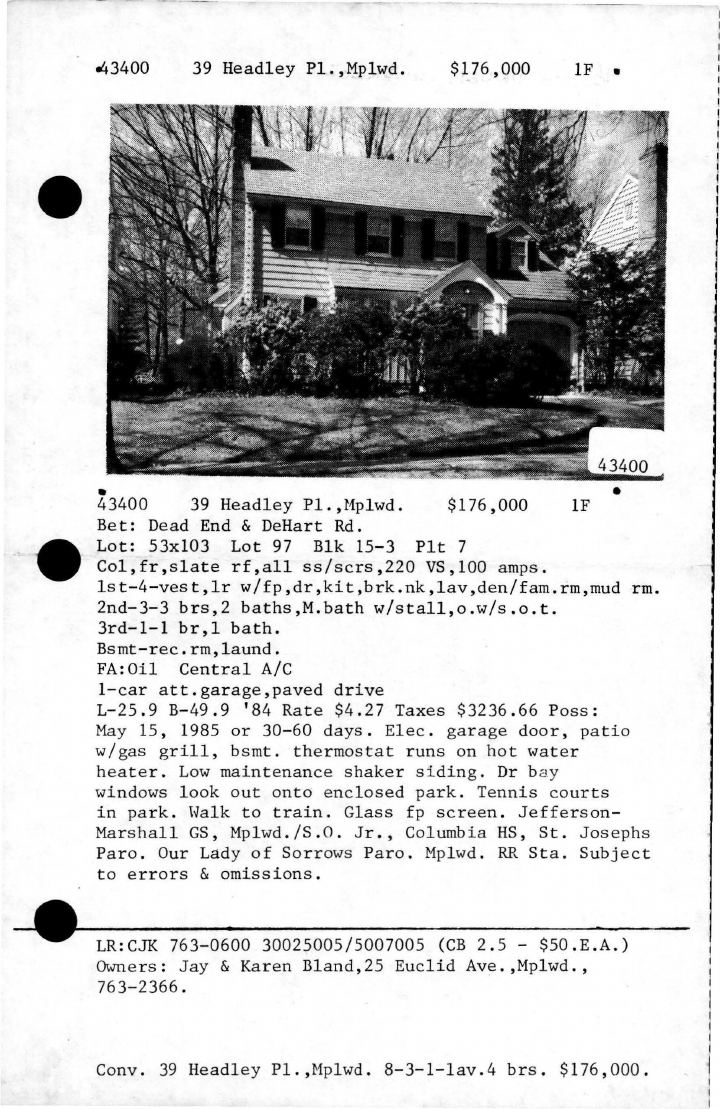 43400 39 Headley Pl.,Mplwd. $176,000 1F
43400
43400 39 Headley Pl.,Mplwd. $176,000 1F
Bet: Dead End & DeHart Rd.
Lot: 53x103 Lot 97 Blk 15-3 Plt 7
Col,fr,slate rf,all ss/scrs,220 VS,100 amps.
1st-4-vest,lr w/fp,dr,kit,brk.nk,lav,den/fam.rm,mud rm.
2nd-3-3 brs,2 baths,M.bath w/stall,o.w/s.o.t.
3rd-1-1 br,1 bath.
Bsmt-rec.rm,laund.
FA:Oil Central A/C
1-car att.garage,paved drive
L-25.9 B-49.9 '84 Rate $4.27 Taxes $3236.66 Poss:
May 15, 1985 or 30-60 days. Elec. garage door, patio
w/gas grill, bsmt. thermostat runs on hot water
heater. Low maintenance shaker siding. Dr bay
windows look out onto enclosed park. Tennis courts
in park. Walk to train. Glass fp screen. Jefferson-
Marshall GS, Mplwd./S.O. Jr., Columbia HS, St. Josephs
Paro. Our Lady of Sorrows Paro. Mplwd. RR Sta. Subject
to errors & omissions.
LR:CJK 763-0600 30025005/5007005 (CB 2.5 - $50.E.A.)
Owners: Jay & Karen Bland,25 Euclid Ave.,Mplwd.,
763-2366.
Conv. 39 Headley Pl.,Mplwd. 8-3-1-lav.4 brs. $176,000.